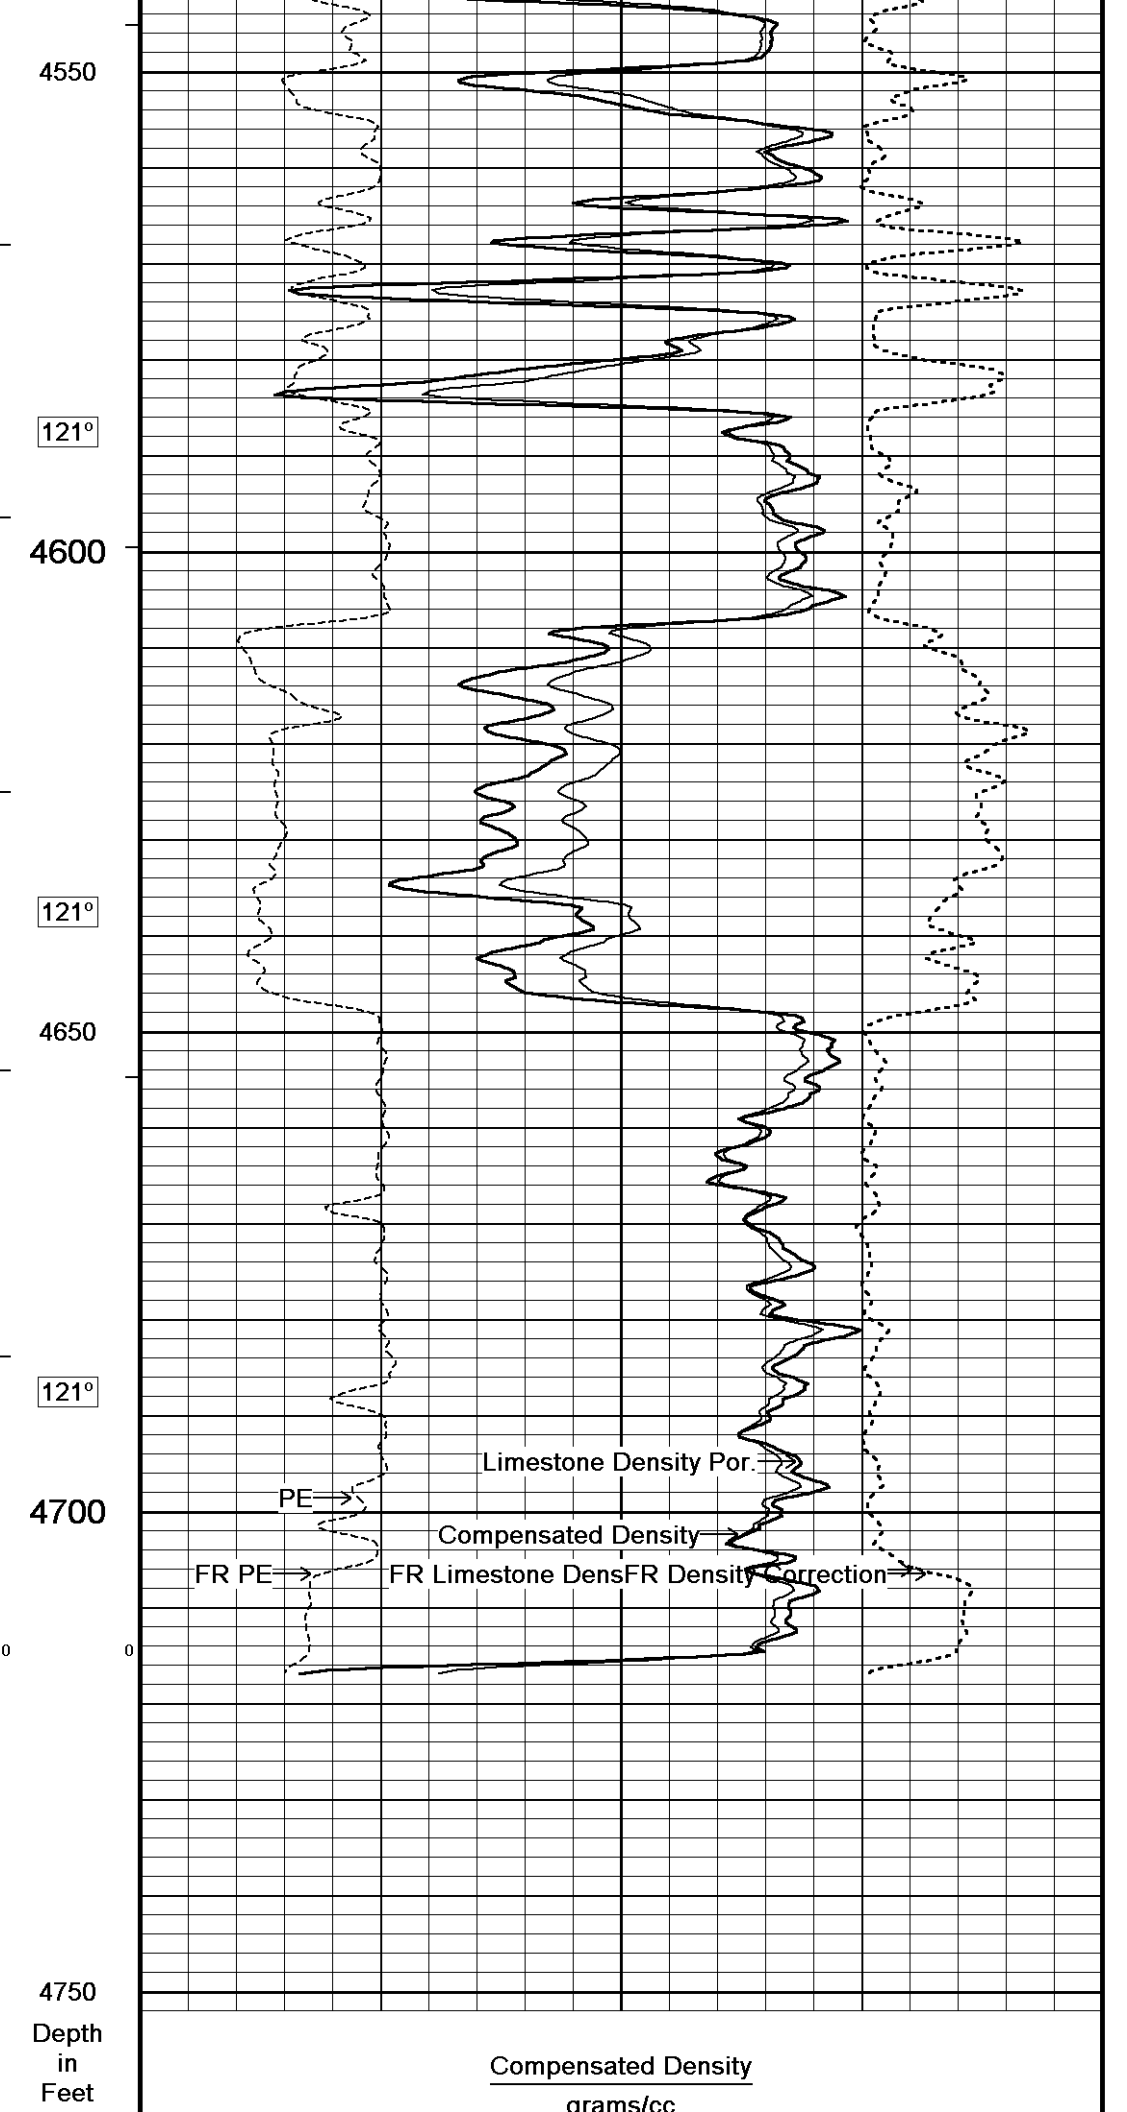 4550
121°
4600
121°
4650
121°
Limestone Density Por.
PE
4700
Compensated Density
FR PE
FR Limestone DensFR Density Correction
0
0
4750
Depth
in
Feet
Compensated Density
grams/cc